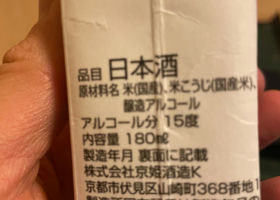 品目 日本酒
原材料名 米(国産)、米こうじ(国産米)、
醸造アルコール
アルコール分 15度
内容量 180mℓ
製造年月 裏面に記載
株式会社京姫酒造K
京都市伏見区山崎町368番地1